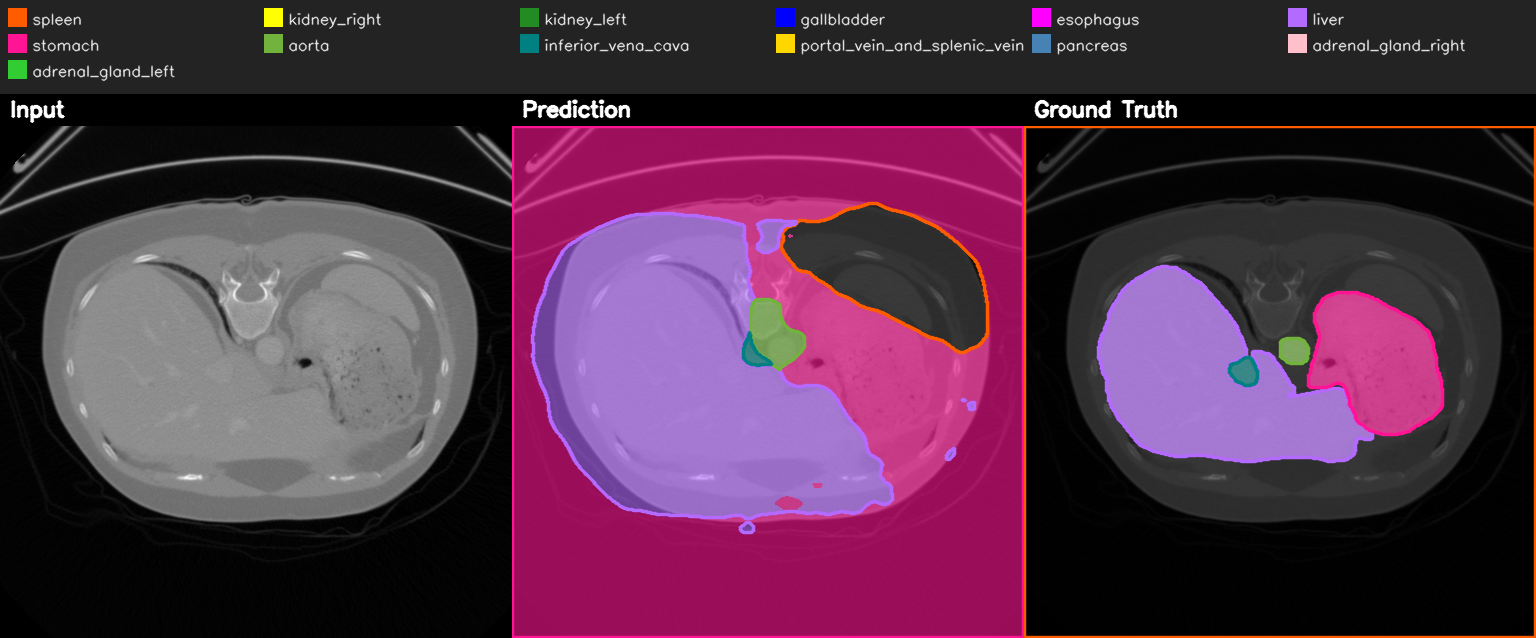 spleen kidney_right kidney_left gallbladder esophagus liver
stomach aorta inferior_vena_cava portal_vein_and_splenic_vein pancreas adrenal_gland_right
adrenal_gland_left
Input Prediction Ground Truth